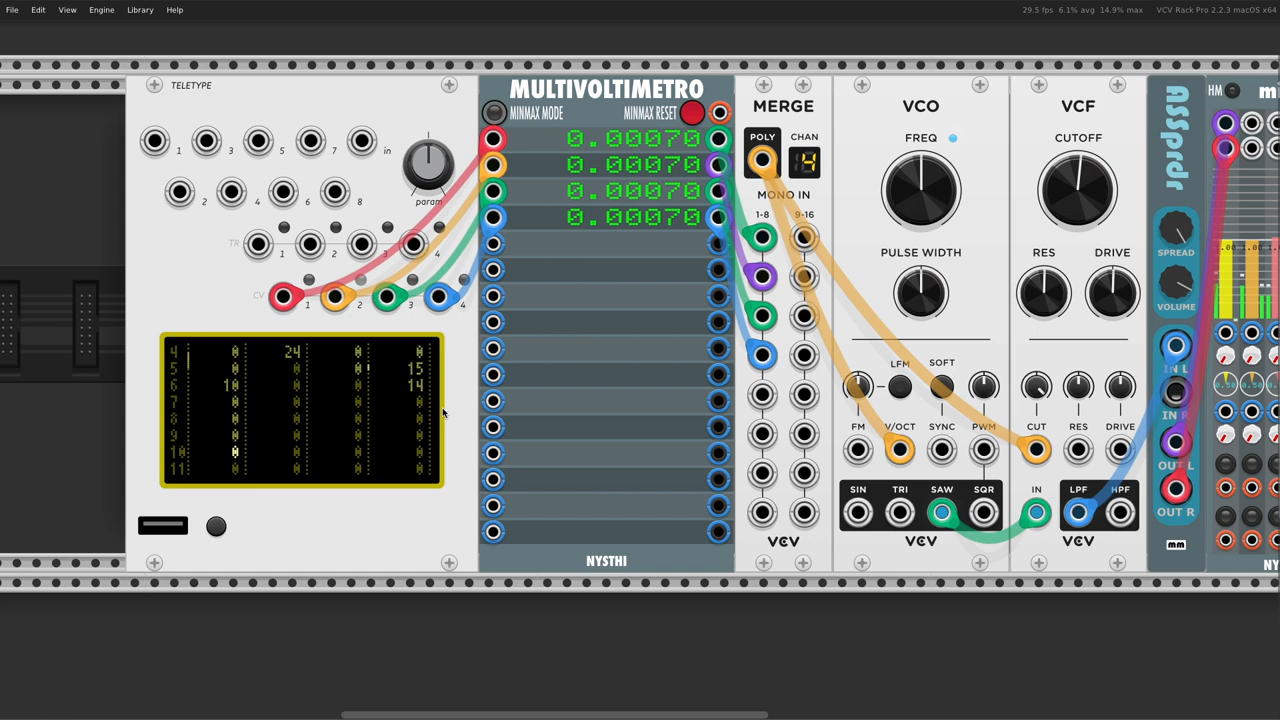 File Edit View Engine Library Help
29.5 fps 6.1% avg 14.9% max VCV Rack Pro 2.2.3 macOS x64
TELETYPE
1 3 5 7 in
2 4 6 8
param
TR 1 2 3 4
CV 1 2 3 4
4 0 24 0 0
5 0 0 0 15
6 10 0 0 14
7 0 0 0 0
8 0 0 0 0
9 0 0 0 0
10 0 0 0 0
11 0 0 0 0
MULTIVOLTIMETRO
MINMAX MODE MINMAX RESET
0.00070
0.00070
0.00070
0.00070
NYSTHI
MERGE
POLY CHAN
4
MONO IN
1-8 9-16
VCV
VCO
FREQ
PULSE WIDTH
LFM SOFT
FM V/OCT SYNC PWM
SIN TRI SAW SQR
VCV
VCF
CUTOFF
RES DRIVE
CUT RES DRIVE
IN LPF HPF
VCV
SPREAD
VOLUME
IN L
IN R
OUT L
OUT R
mm
HM m
0.50 0.50
NY